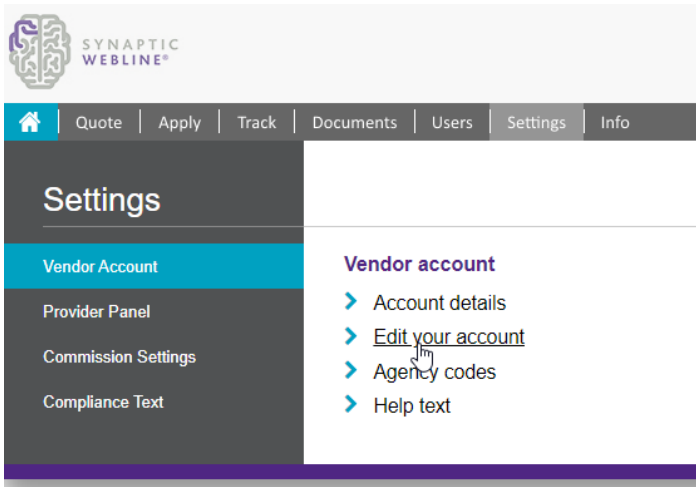 SYNAPTIC
WEBLINE®
Quote Apply Track Documents Users Settings Info
Settings
Vendor Account
Provider Panel
Commission Settings
Compliance Text
Vendor account
Account details
Edit your account
Agency codes
Help text